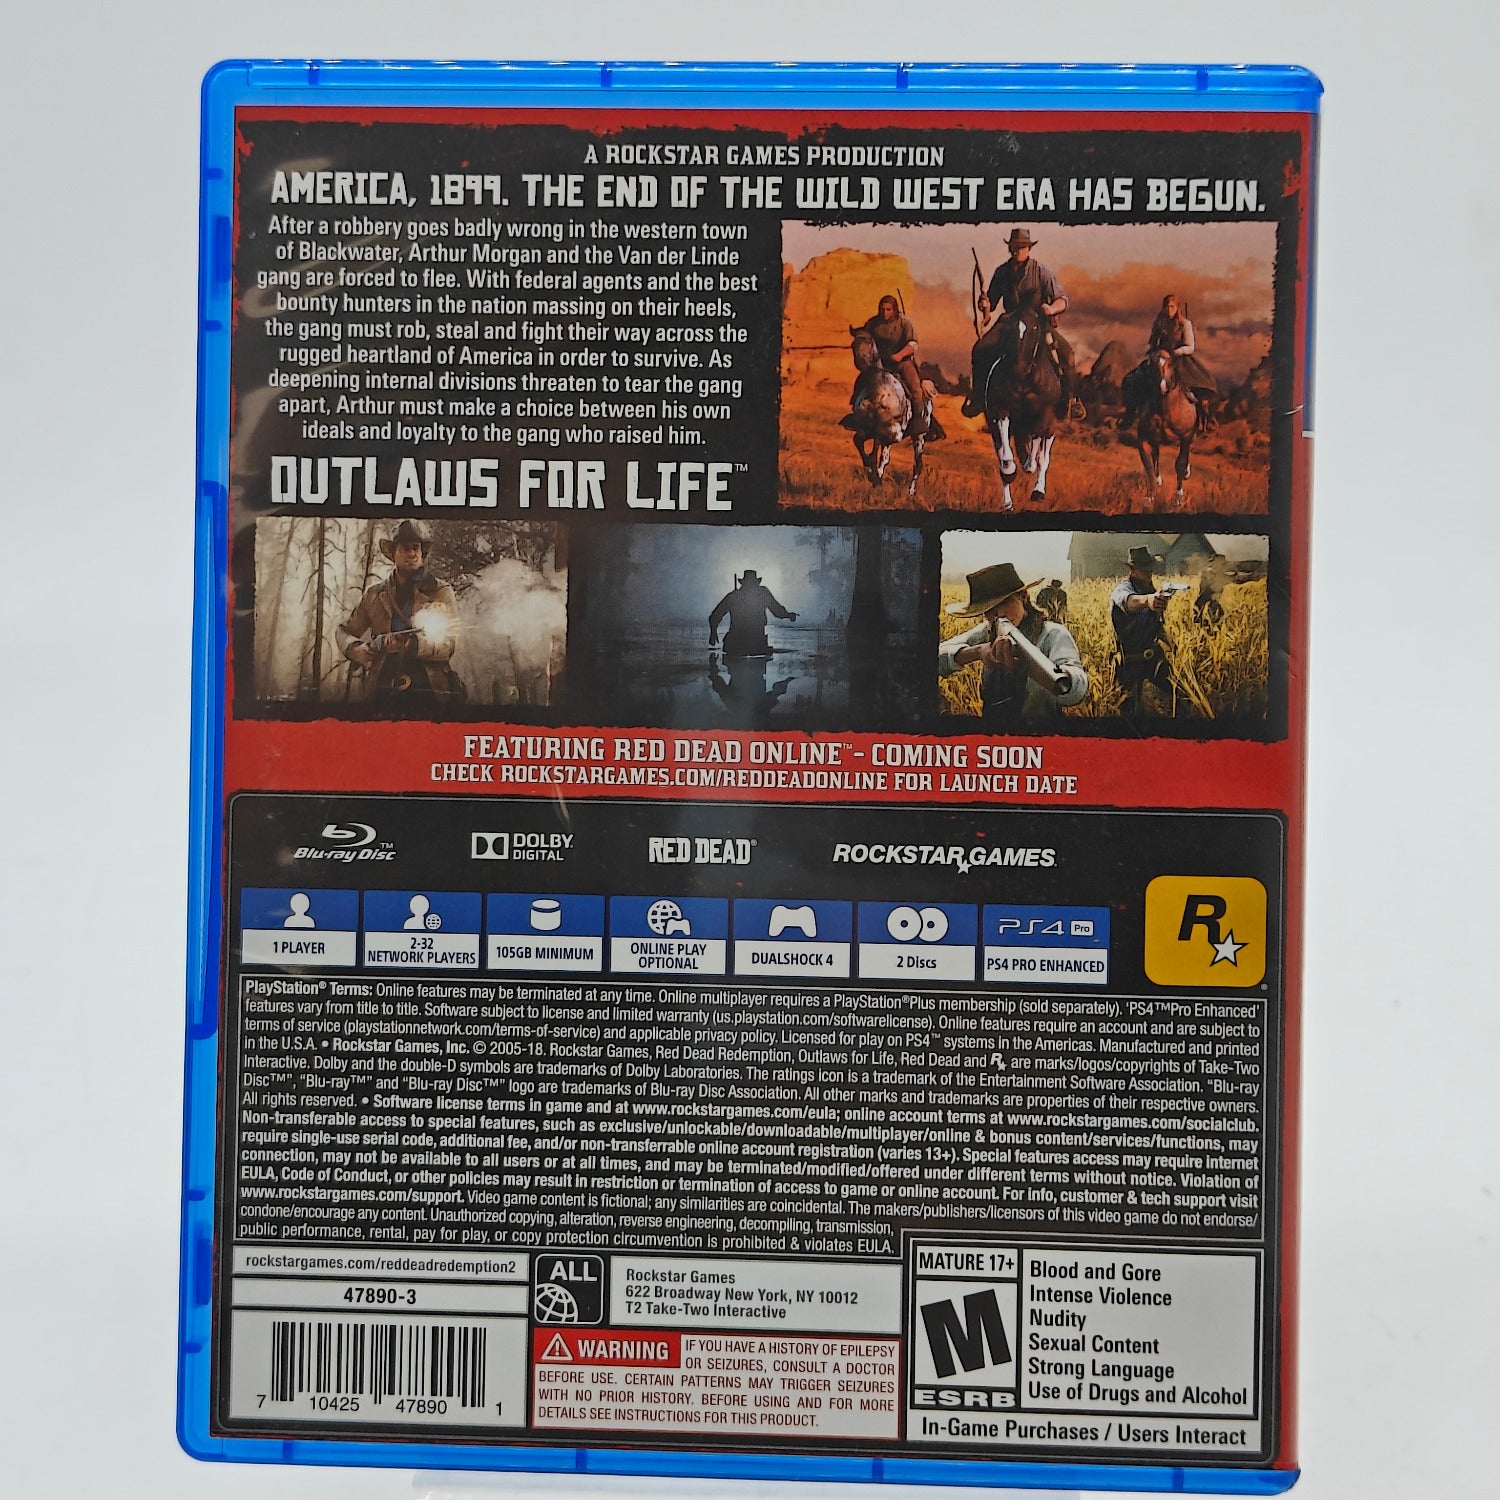 A ROCKSTAR GAMES PRODUCTION
AMERICA, 1899. THE END OF THE WILD WEST ERA HAS BEGUN.
After a robbery goes badly wrong in the western town
of Blackwater, Arthur Morgan and the Van der Linde
gang are forced to flee. With federal agents and the best
bounty hunters in the nation massing on their heels,
the gang must rob, steal and fight their way across the
rugged heartland of America in order to survive. As
deepening internal divisions threaten to tear the gang
apart, Arthur must make a choice between his own
ideals and loyalty to the gang who raised him.
OUTLAWS FOR LIFE™
FEATURING RED DEAD ONLINE™- COMING SOON
CHECK ROCKSTARGAMES.COM/REDDEADONLINE FOR LAUNCH DATE
Blu-ray Disc™
DOLBY
DIGITAL
RED DEAD®
ROCKSTAR GAMES
R
1 PLAYER
2-32
NETWORK PLAYERS
105GB MINIMUM
ONLINE PLAY
OPTIONAL
DUALSHOCK 4
2 Discs
PS4 Pro
PS4 PRO ENHANCED
PlayStation® Terms: Online features may be terminated at any time. Online multiplayer requires a PlayStation®Plus membership (sold separately). 'PS4™Pro Enhanced'
features vary from title to title. Software subject to license and limited warranty (us.playstation.com/softwarelicense). Online features require an account and are subject to
terms of service (playstationnetwork.com/terms-of-service) and applicable privacy policy. Licensed for play on PS4™ systems in the Americas. Manufactured and printed
in the U.S.A. • Rockstar Games, Inc. © 2005-18. Rockstar Games, Red Dead Redemption, Outlaws for Life, Red Dead and R are marks/logos/copyrights of Take-Two
Interactive. Dolby and the double-D symbols are trademarks of Dolby Laboratories. The ratings icon is a trademark of the Entertainment Software Association. "Blu-ray
Disc™", "Blu-ray™" and "Blu-ray Disc™" logo are trademarks of Blu-ray Disc Association. All other marks and trademarks are properties of their respective owners.
All rights reserved. • Software license terms in game and at www.rockstargames.com/eula; online account terms at www.rockstargames.com/socialclub.
Non-transferable access to special features, such as exclusive/unlockable/downloadable/multiplayer/online & bonus content/services/functions, may
require single-use serial code, additional fee, and/or non-transferrable online account registration (varies 13+). Special features access may require internet
connection, may not be available to all users or at all times, and may be terminated/modified/offered under different terms without notice. Violation of
EULA, Code of Conduct, or other policies may result in restriction or termination of access to game or online account. For info, customer & tech support visit
www.rockstargames.com/support. Video game content is fictional; any similarities are coincidental. The makers/publishers/licensors of this video game do not endorse/
condone/encourage any content. Unauthorized copying, alteration, reverse engineering, decompiling, transmission,
public performance, rental, pay for play, or copy protection circumvention is prohibited & violates EULA.
rockstargames.com/reddeadredemption2
47890-3
7 10425 47890 1
ALL
Rockstar Games
622 Broadway New York, NY 10012
T2 Take-Two Interactive
WARNING IF YOU HAVE A HISTORY OF EPILEPSY
OR SEIZURES, CONSULT A DOCTOR
BEFORE USE. CERTAIN PATTERNS MAY TRIGGER SEIZURES
WITH NO PRIOR HISTORY. BEFORE USING AND FOR MORE
DETAILS SEE INSTRUCTIONS FOR THIS PRODUCT.
MATURE 17+
M
ESRB
Blood and Gore
Intense Violence
Nudity
Sexual Content
Strong Language
Use of Drugs and Alcohol
In-Game Purchases / Users Interact